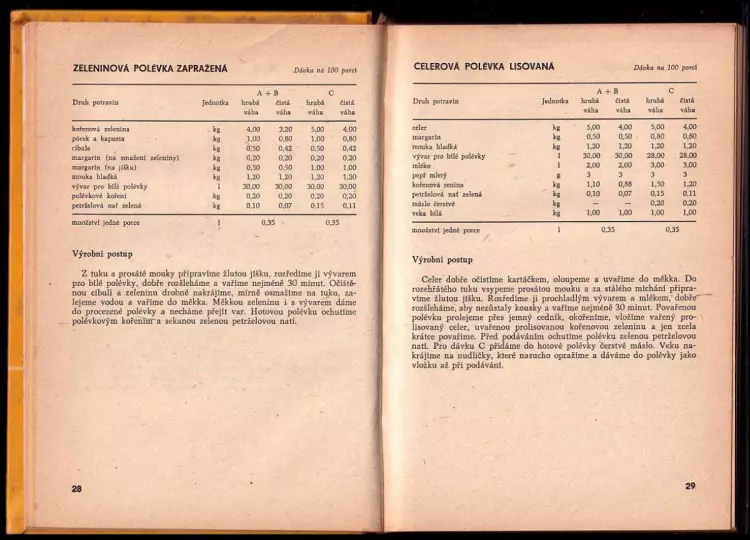 ZELENINOVÁ POLÉVKA ZAPRAŽENÁ Dávka na 100 porcí
A + B C
Druh potravin Jednotka hrubá čistá hrubá čistá
váha váha váha váha
kořenová zelenina kg 4,00 3,20 5,00 4,00
pórek a kapusta kg 1,00 0,80 1,00 0,80
cibule kg 0,50 0,42 0,50 0,42
margarin (na smažení zeleniny) kg 0,20 0,20 0,20 0,20
margarin (na jíšku) kg 0,50 0,50 1,00 1,00
mouka hladká kg 1,20 1,20 1,20 1,20
vývar pro bílé polévky l 30,00 30,00 30,00 30,00
polévkové koření kg 0,20 0,20 0,20 0,20
petrželová nať zelená kg 0,10 0,07 0,15 0,11
množství jedné porce l 0,35 0,35
Výrobní postup
Z tuku a prosáté mouky připravíme žlutou jíšku, rozředíme ji vývarem
pro bílé polévky, dobře rozšleháme a vaříme nejméně 30 minut. Očiště-
nou cibuli a zeleninu drobně nakrájíme, mírně osmažíme na tuku, za-
lejeme vodou a vaříme do měkka. Měkkou zeleninu i s vývarem dáme
do procezené polévky a necháme přejít var. Hotovou polévku ochutíme
polévkovým kořením a sekanou zelenou petrželovou natí.
28
CELEROVÁ POLÉVKA LISOVANÁ Dávka na 100 porcí
A + B C
Druh potravin Jednotka hrubá čistá hrubá čistá
váha váha váha váha
celer kg 5,00 4,00 5,00 4,00
margarin kg 0,50 0,50 0,80 0,80
mouka hladká kg 1,20 1,20 1,20 1,20
vývar pro bílé polévky l 30,00 30,00 28,00 28,00
mléko l 2,00 2,00 3,00 3,00
pepř mletý g 3 3 3 3
kořenová zenina kg 1,10 0,88 1,50 1,20
petrželová nať zelená kg 0,10 0,07 0,15 0,11
máslo čerstvé kg — — 0,20 0,20
veka bílá kg 1,00 1,00 1,00 1,00
množství jedné porce l 0,35 0,35
Výrobní postup
Celer dobře očistíme kartáčkem, oloupeme a uvaříme do měkka. Do
rozehřátého tuku vsypeme prosátou mouku a za stálého míchání připra-
víme žlutou jíšku. Rozředíme ji prochladlým vývarem a mlékem, dobře
rozšleháme, aby nezůstaly kousky a vaříme nejméně 30 minut. Povařenou
polévku prolejeme přes jemný cedník, okořeníme, vložíme vařený pro-
lisovaný celer, uvařenou prolisovanou kořenovou zeleninu a jen zcela
krátce povaříme. Před podáváním ochutíme polévku zelenou petrželovou
natí. Pro dávku C přidáme do hotové polévky čerstvé máslo. Veku na-
krájíme na nudličky, které nasucho opražíme a dáváme do polévky jako
vložku až při podávání.
29